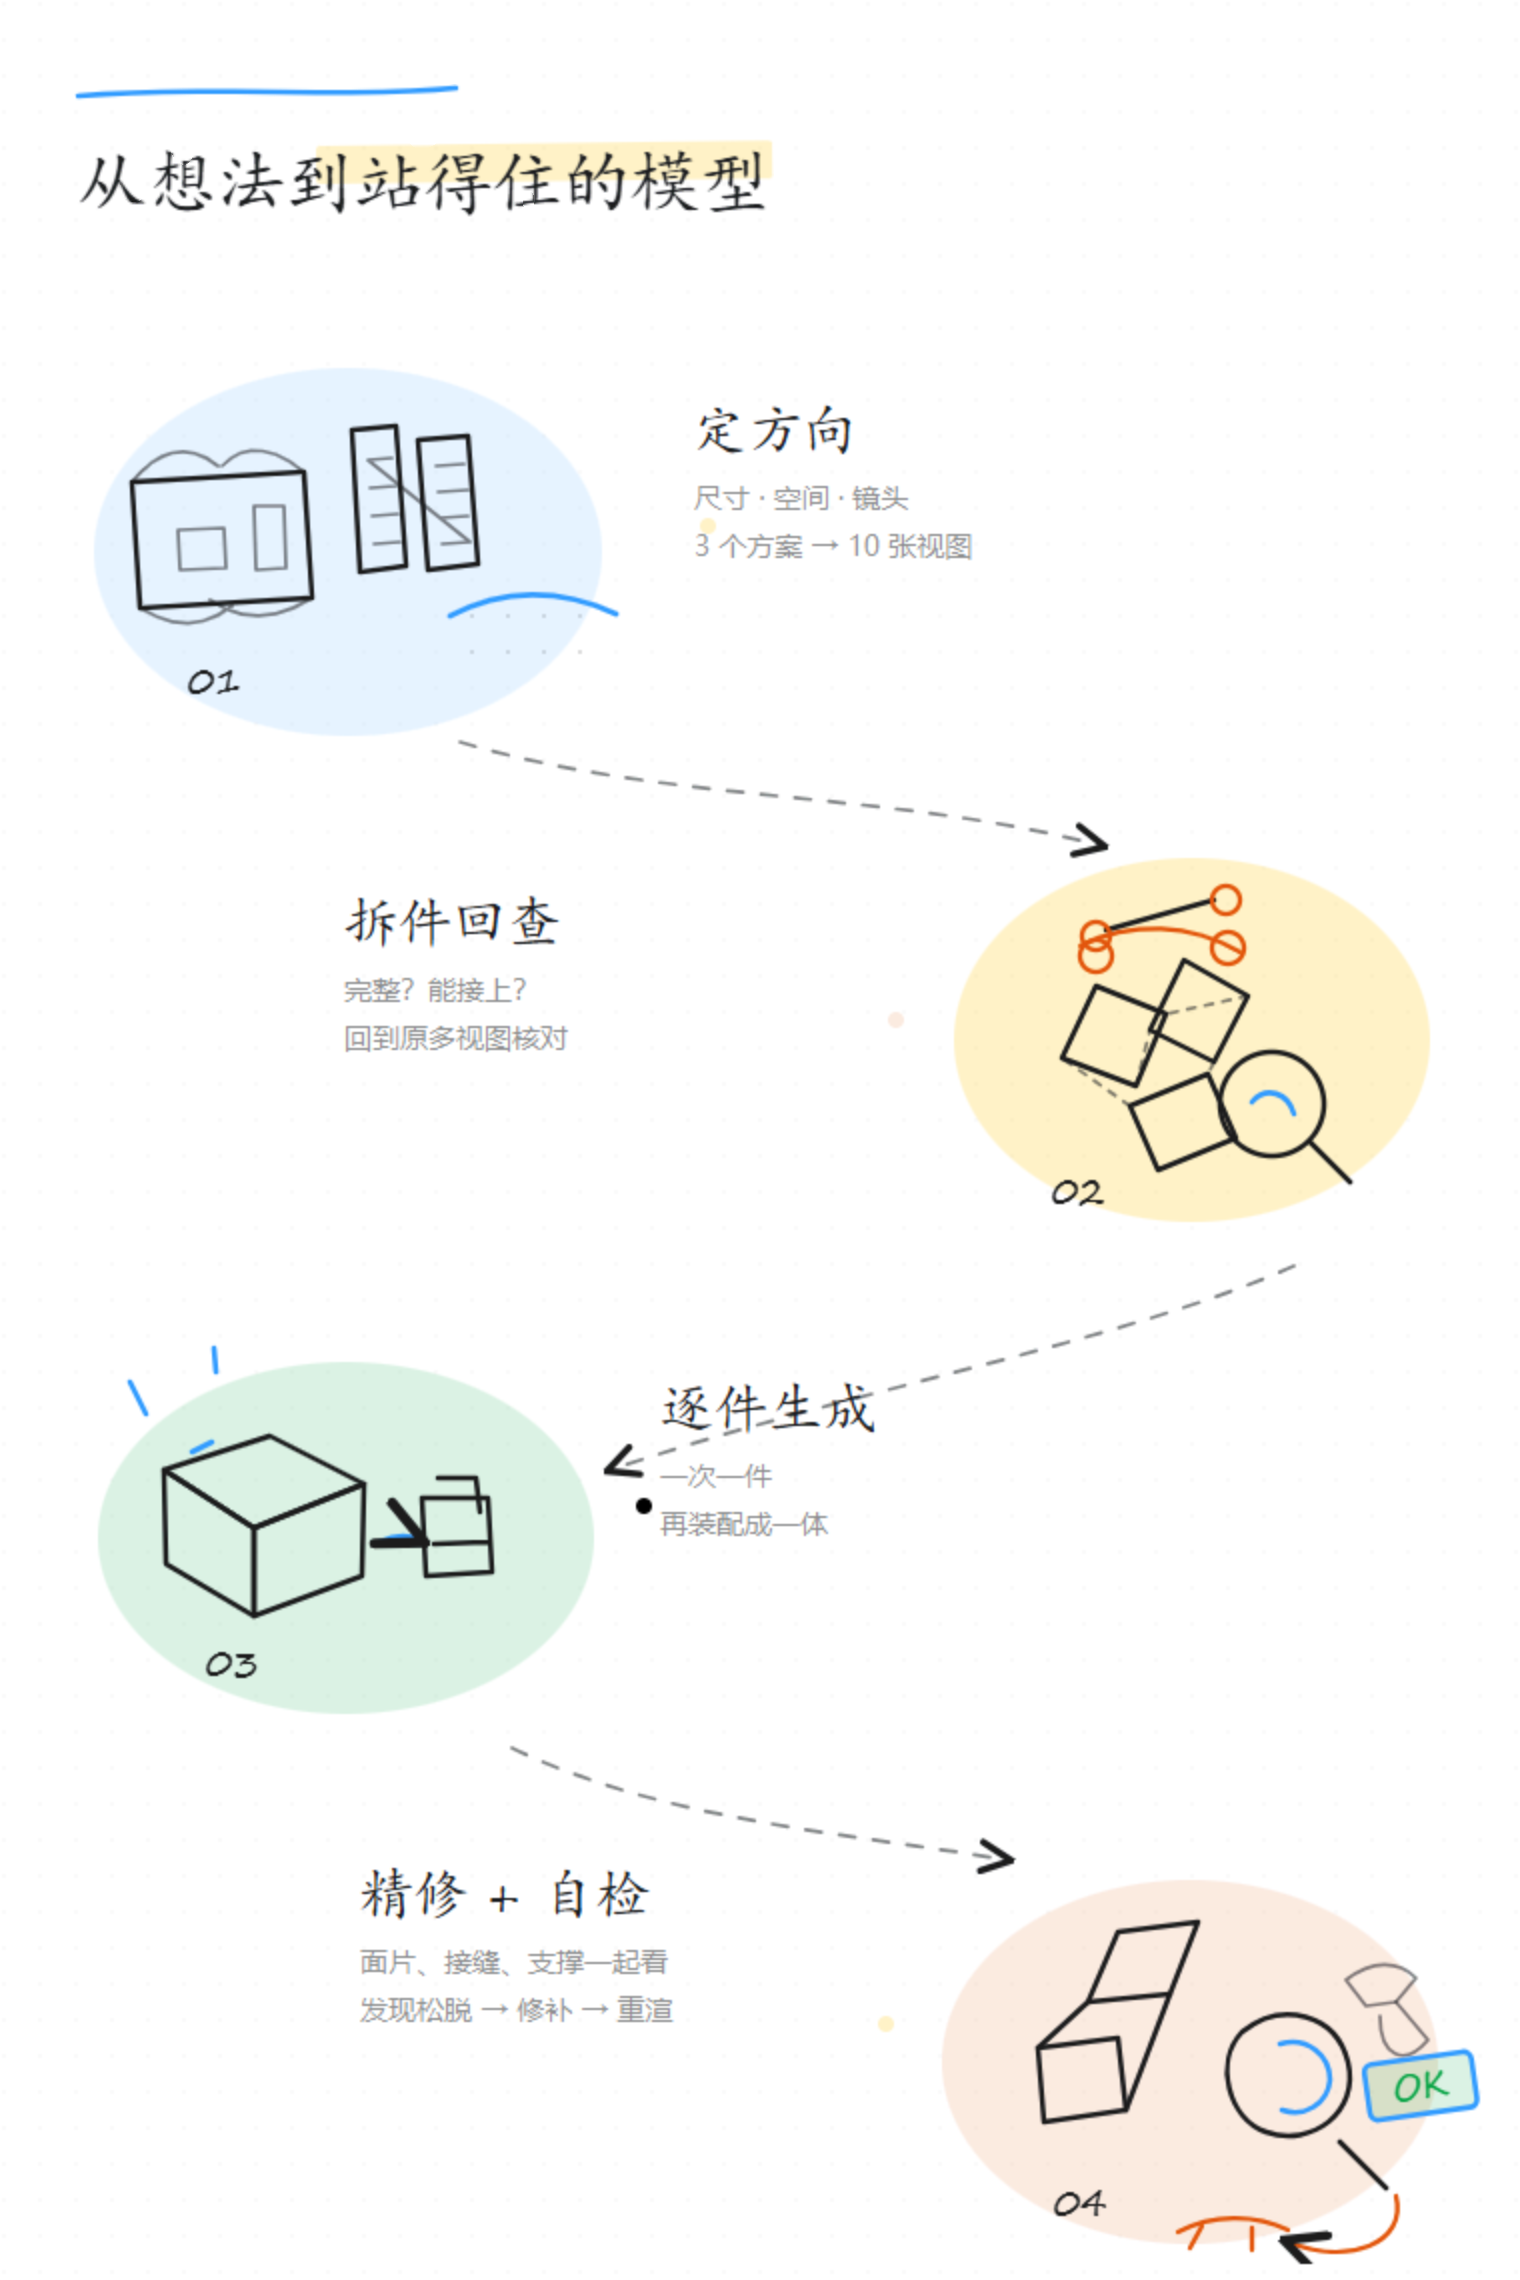 从想法到站得住的模型
定方向
尺寸 · 空间 · 镜头
3 个方案 → 10 张视图
01
拆件回查
完整？能接上？
回到原多视图核对
02
逐件生成
一次一件
再装配成一体
03
精修 + 自检
面片、接缝、支撑一起看
发现松脱 → 修补 → 重渲
OK
04